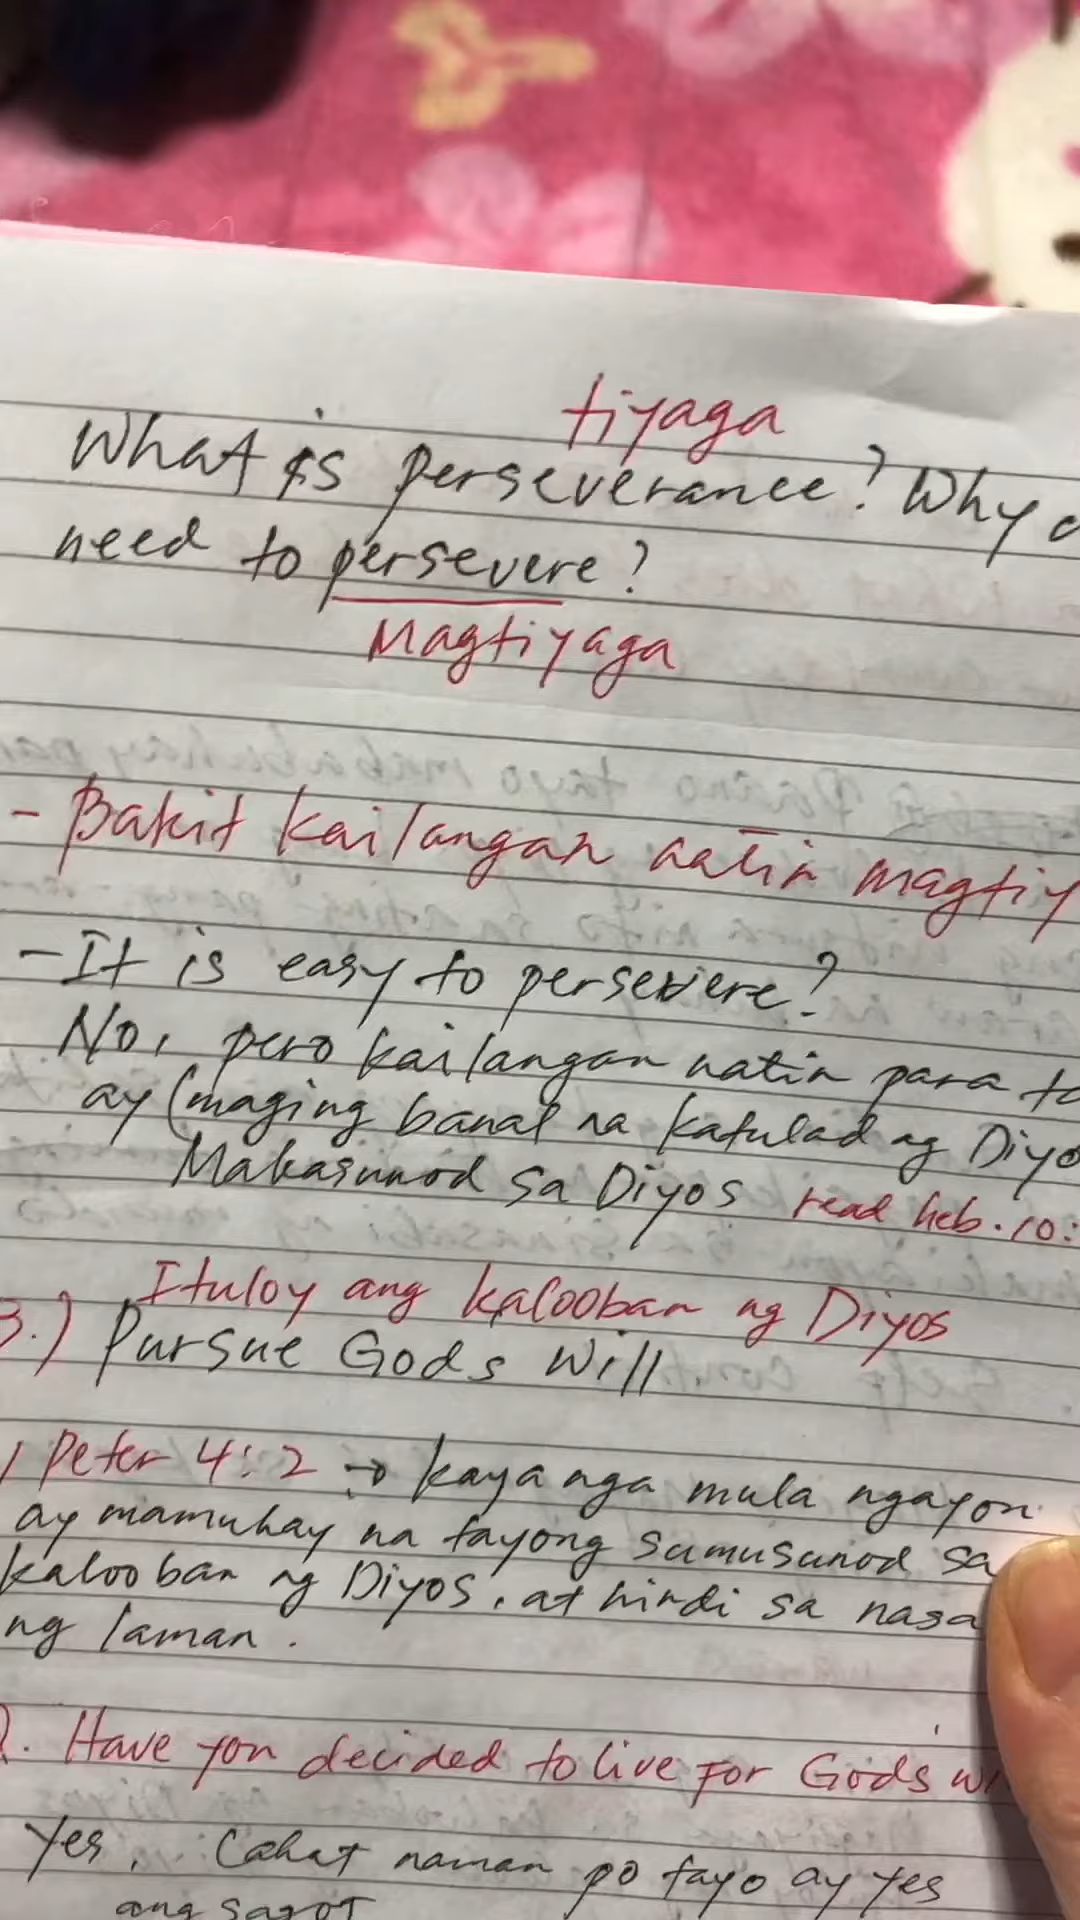 tiyaga
What is perseverance? Why
need to persevere?
Magtiyaga
- Bakit kailangan natin magtiy
- It is easy to persevere?
No, pero kailangan natin para ta
ay (maging banal na katulad ng Diyo
Makasunod sa Diyos read heb. 10:
Ituloy ang kalooban ng Diyos
3.) Pursue Gods Will
1 Peter 4:2 → kaya nga mula ngayon
ay mamuhay na tayong sumusunod sa
kalooban ng Diyos, at hindi sa nasa
ng laman.
Q. Have you decided to live for Gods wi
Yes, Lahat naman po tayo ay yes
ang sagot